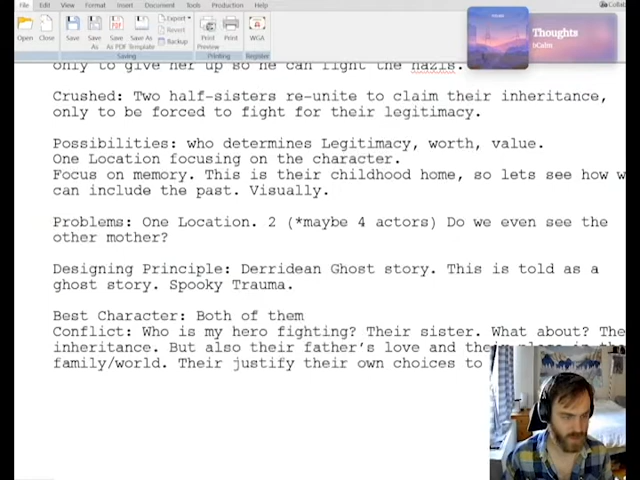 File Edit View Format Insert Document Tools Production Help
Open Close Save Save As Save As PDF Save As Template Export Revert Backup Print Preview Print WGA
Saving Printing Register
Thoughts
only to give her up so he can fight the nazis.
Crushed: Two half-sisters re-unite to claim their inheritance,
only to be forced to fight for their legitimacy.
Possibilities: who determines Legitimacy, worth, value.
One Location focusing on the character.
Focus on memory. This is their childhood home, so lets see how w
can include the past. Visually.
Problems: One Location. 2 (*maybe 4 actors) Do we even see the
other mother?
Designing Principle: Derridean Ghost story. This is told as a
ghost story. Spooky Trauma.
Best Character: Both of them
Conflict: Who is my hero fighting? Their sister. What about? The
inheritance. But also their father's love and
family/world. Their justify their own choices to